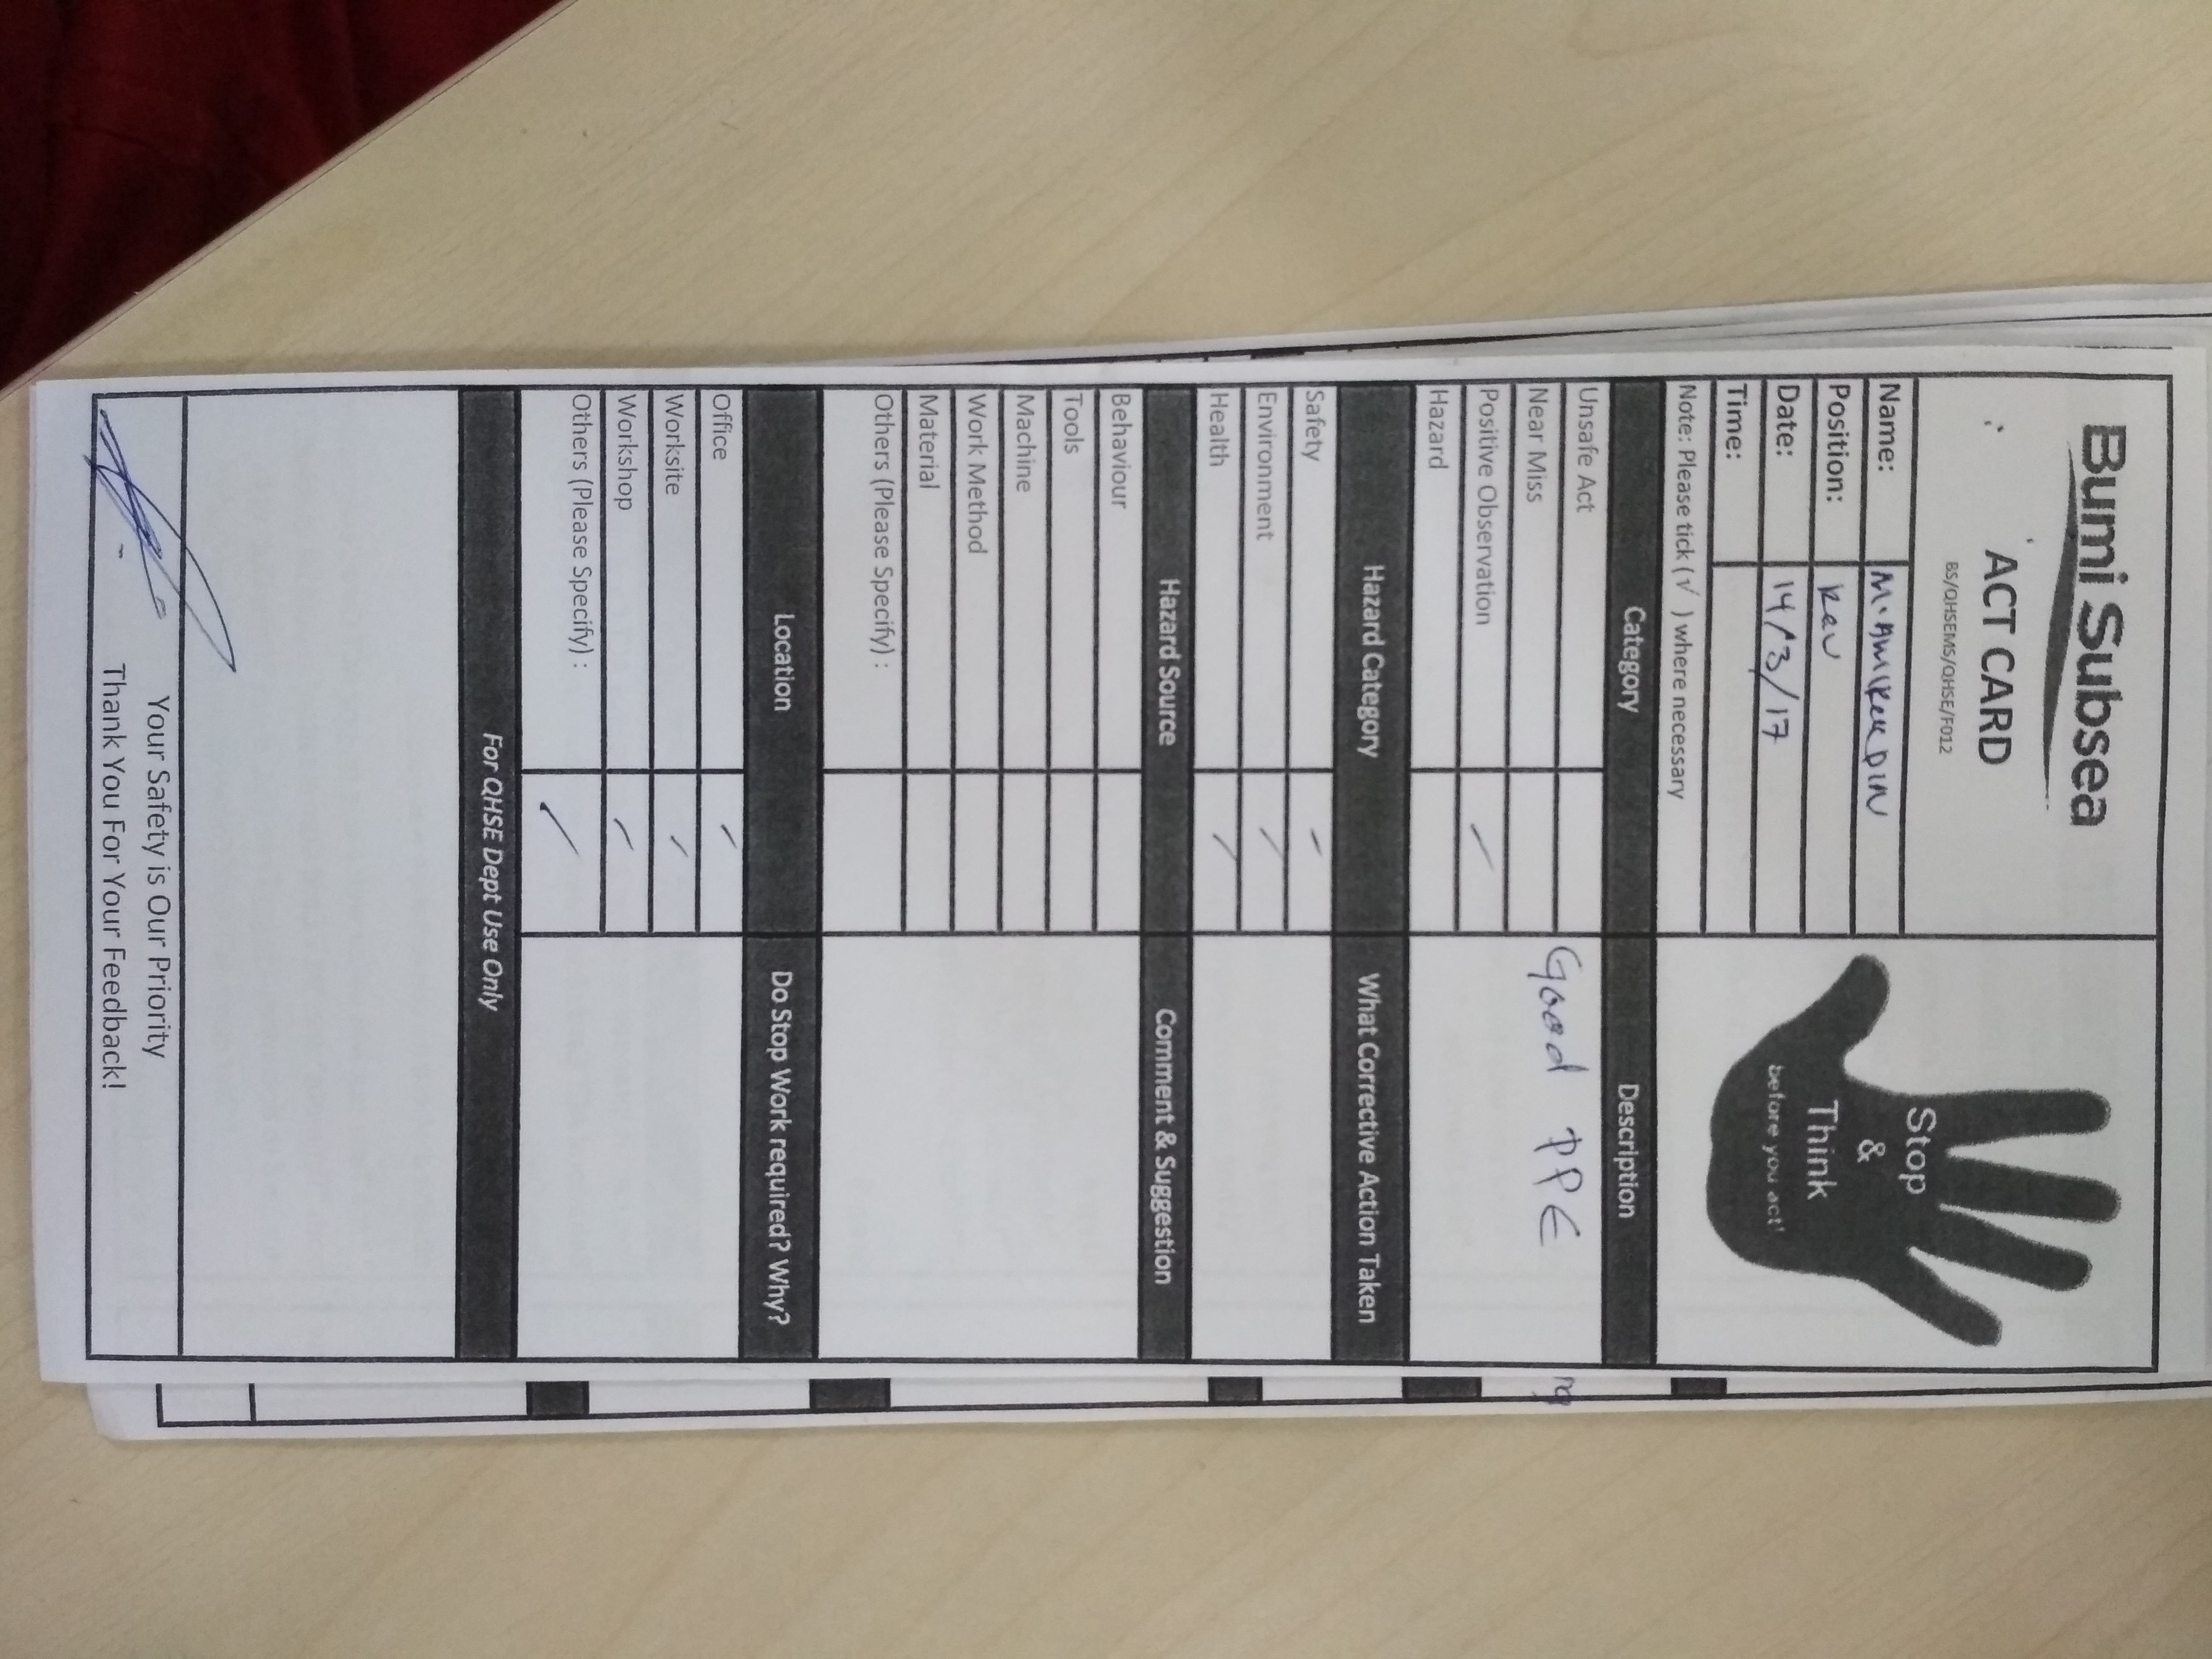 Bumi Subsea
ACT CARD
BS/QHSEMS/QHSE/F012
Stop
&
Think
before you act!
Name:
Position:
Date: 14/3/17
Time:
Note: Please tick (√ ) where necessary
Category Description
Unsafe Act Good PPE
Near Miss
Positive Observation
Hazard
Hazard Category What Corrective Action Taken
Safety
Environment
Health
Hazard Source Comment & Suggestion
Behaviour
Tools
Machine
Work Method
Material
Others (Please Specify) :
Location Do Stop Work required? Why?
Office
Worksite
Workshop
Others (Please Specify) :
For QHSE Dept Use Only
Your Safety is Our Priority
Thank You For Your Feedback!